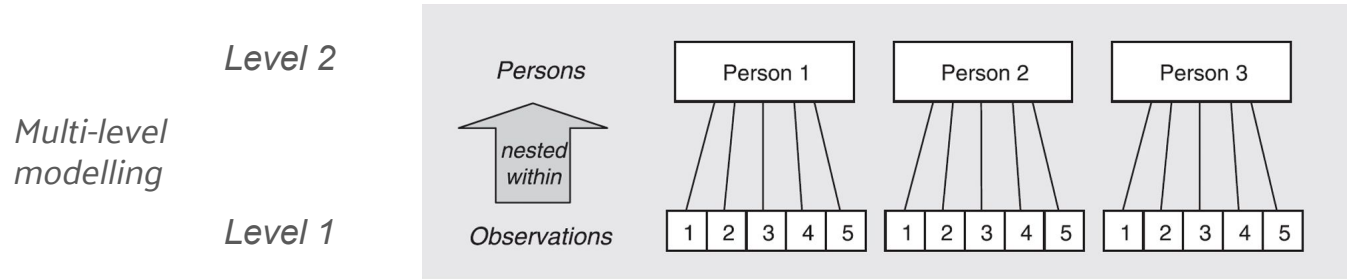 Level 2
Persons
Person 1
Person 2
Person 3
Multi-level
modelling
nested
within
Level 1
Observations
1 2 3 4 5
1 2 3 4 5
1 2 3 4 5